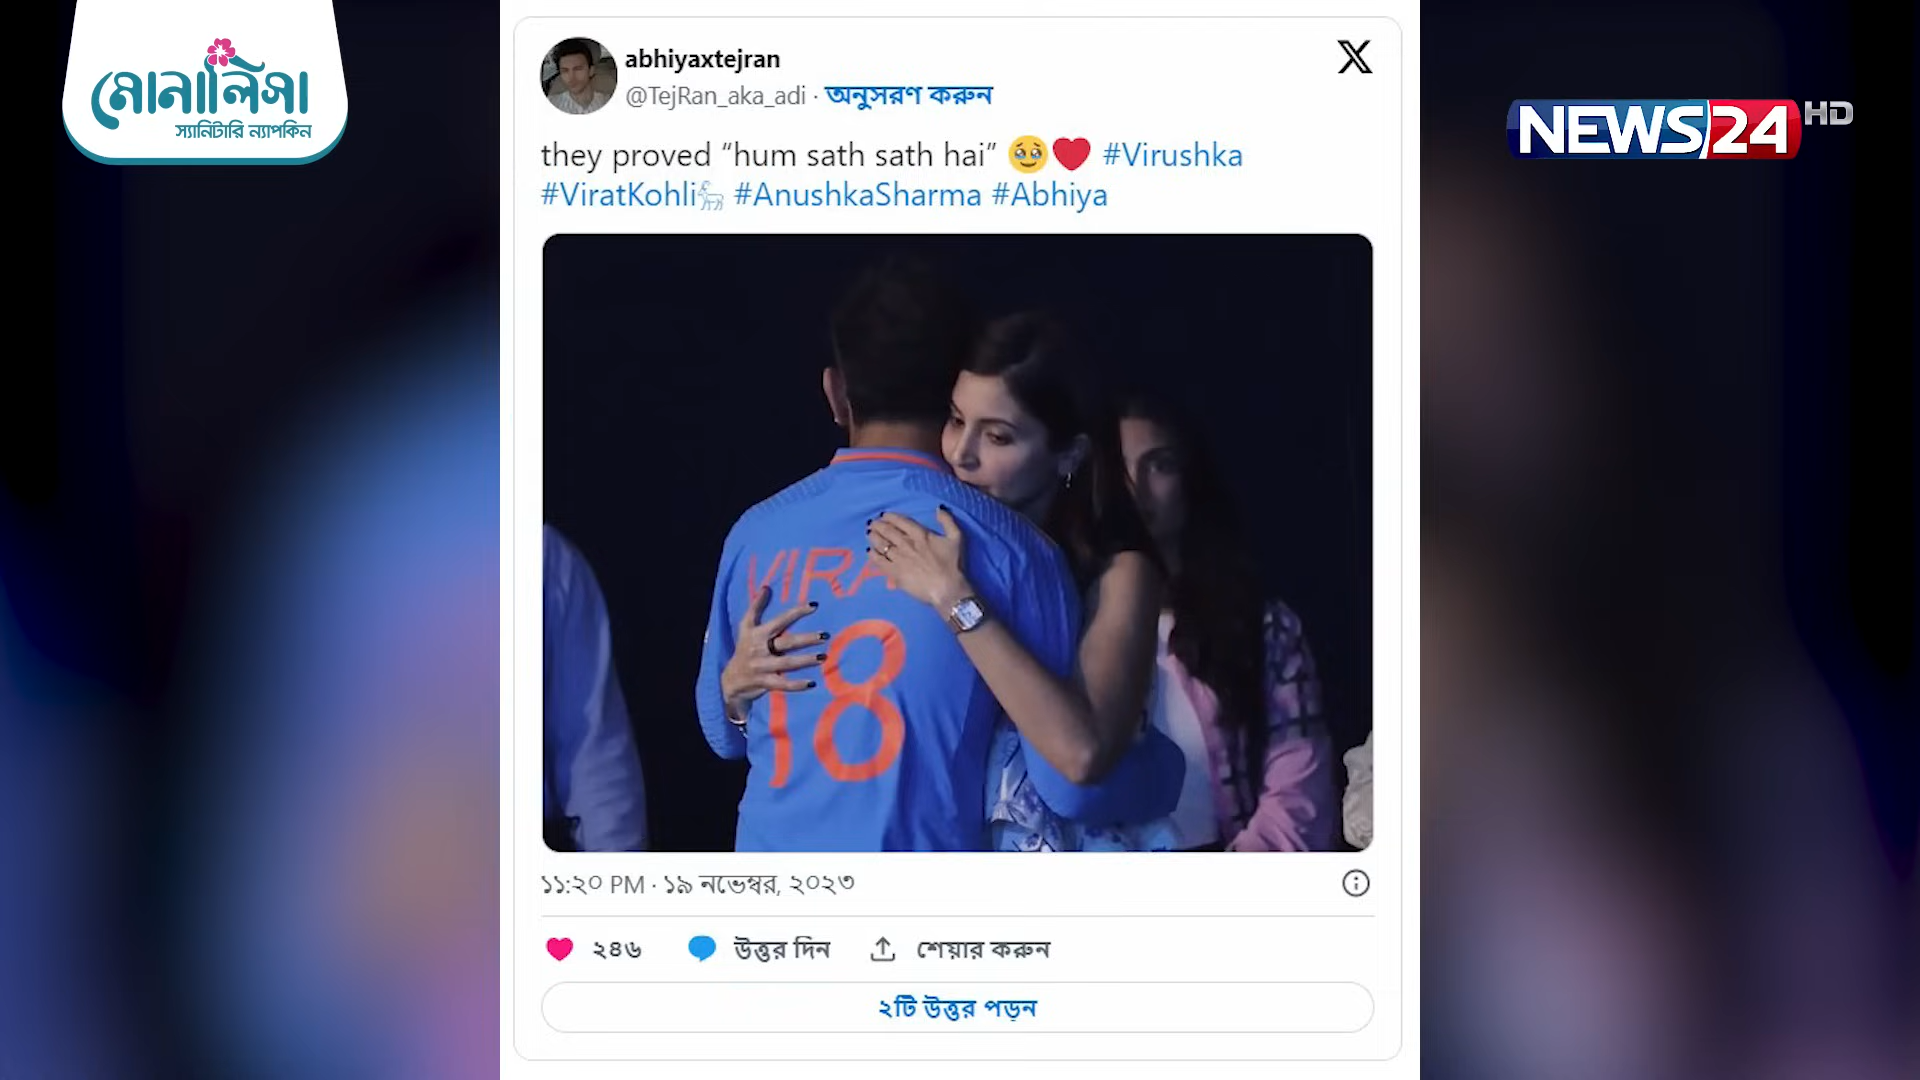 মোনালিসা
স্যানিটারি ন্যাপকিন
NEWS24 HD
abhiyaxtejran
@TejRan_aka_adi · অনুসরণ করুন
X
they proved “hum sath sath hai” 🥹❤️ #Virushka
#ViratKohli🐐 #AnushkaSharma #Abhiya
VIRA
18
১১:২০ PM · ১৯ নভেম্বর, ২০২৩
২৪৬ উত্তর দিন শেয়ার করুন
২টি উত্তর পড়ুন